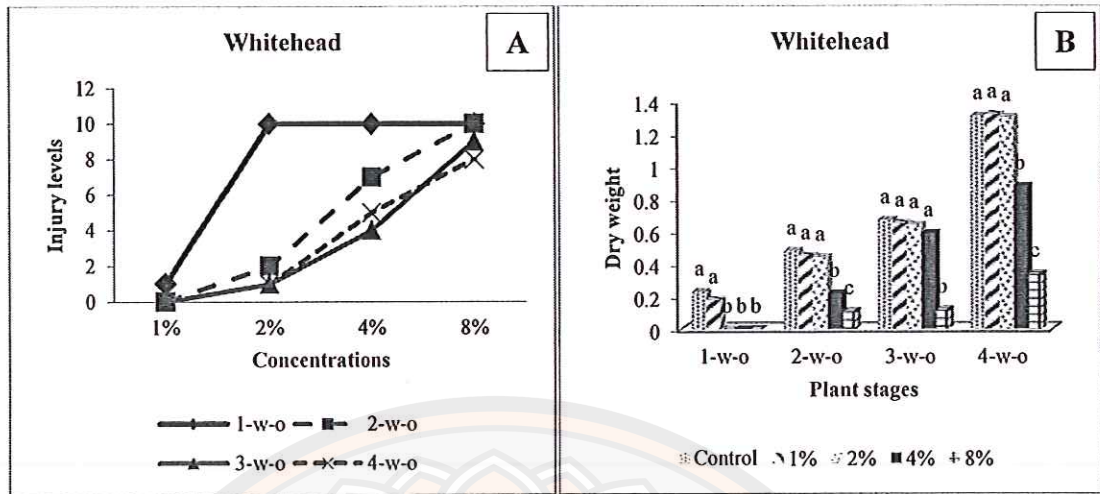 Whitehead
A
12
10
8
6
4
2
0
Injury levels
1% 2% 4% 8%
Concentrations
1-w-o 2-w-o
3-w-o 4-w-o
Whitehead
B
1.4
1.2
1
0.8
0.6
0.4
0.2
0
Dry weight
a a b b b
a a a b c
a a a a b
a a a b c
1-w-o 2-w-o 3-w-o 4-w-o
Plant stages
Control 1% 2% 4% 8%